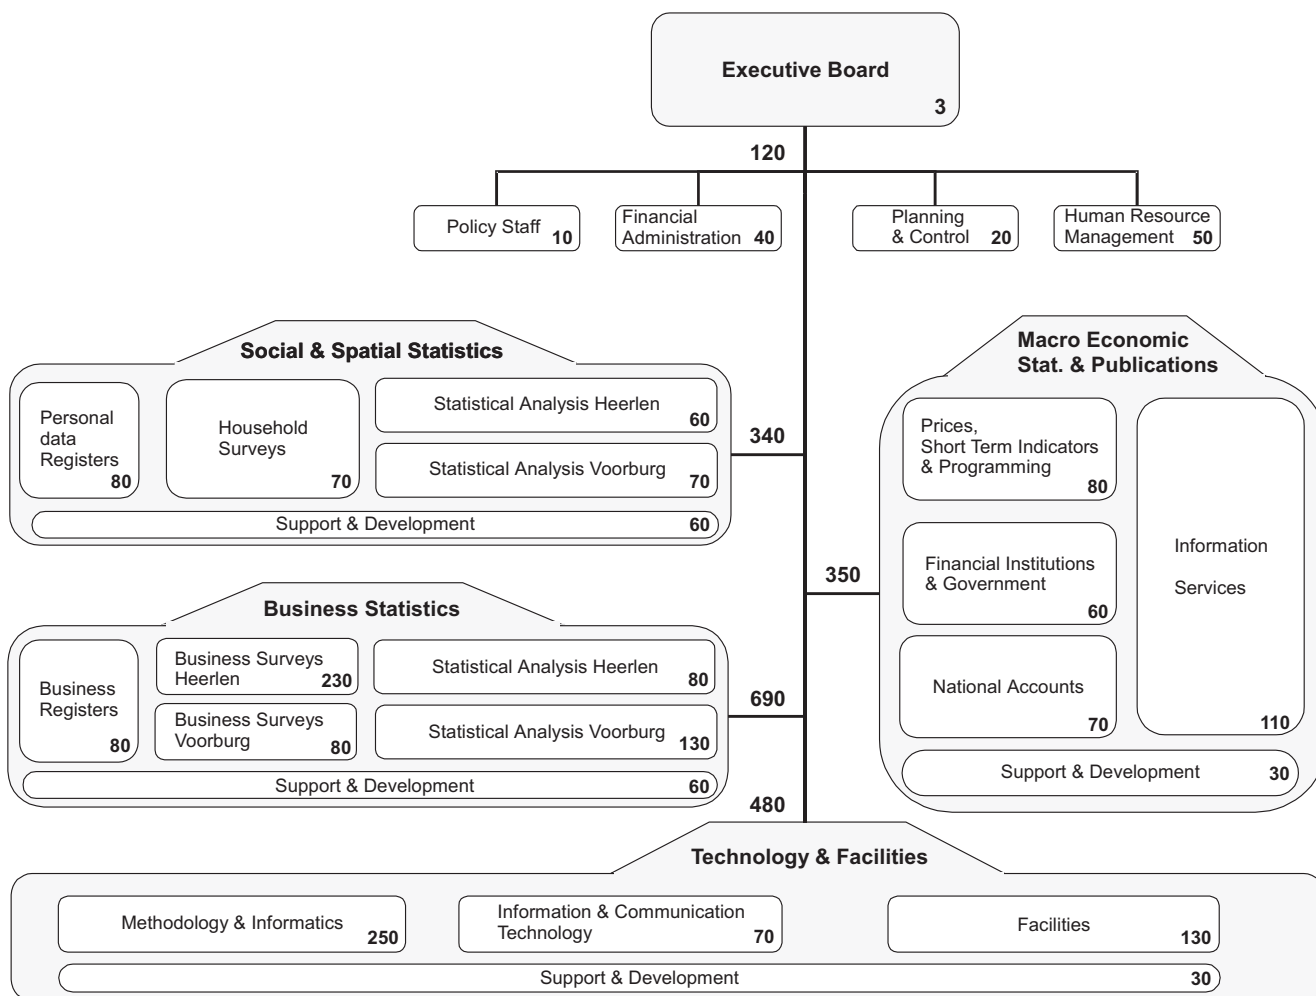 Executive Board
3
120
Policy Staff
10
Financial
Administration 40
Planning
& Control 20
Human Resource
Management 50
Social & Spatial Statistics
Personal
data
Registers
80
Household
Surveys
70
Statistical Analysis Heerlen
60
Statistical Analysis Voorburg
70
Support & Development 60
340
Macro Economic
Stat. & Publications
Prices,
Short Term Indicators
& Programming
80
Financial Institutions
& Government
60
National Accounts
70
Information
Services
110
Support & Development 30
350
Business Statistics
Business
Registers
80
Business Surveys
Heerlen 230
Business Surveys
Voorburg 80
Statistical Analysis Heerlen
80
Statistical Analysis Voorburg
130
Support & Development 60
690
480
Technology & Facilities
Methodology & Informatics
250
Information & Communication
Technology 70
Facilities
130
Support & Development 30